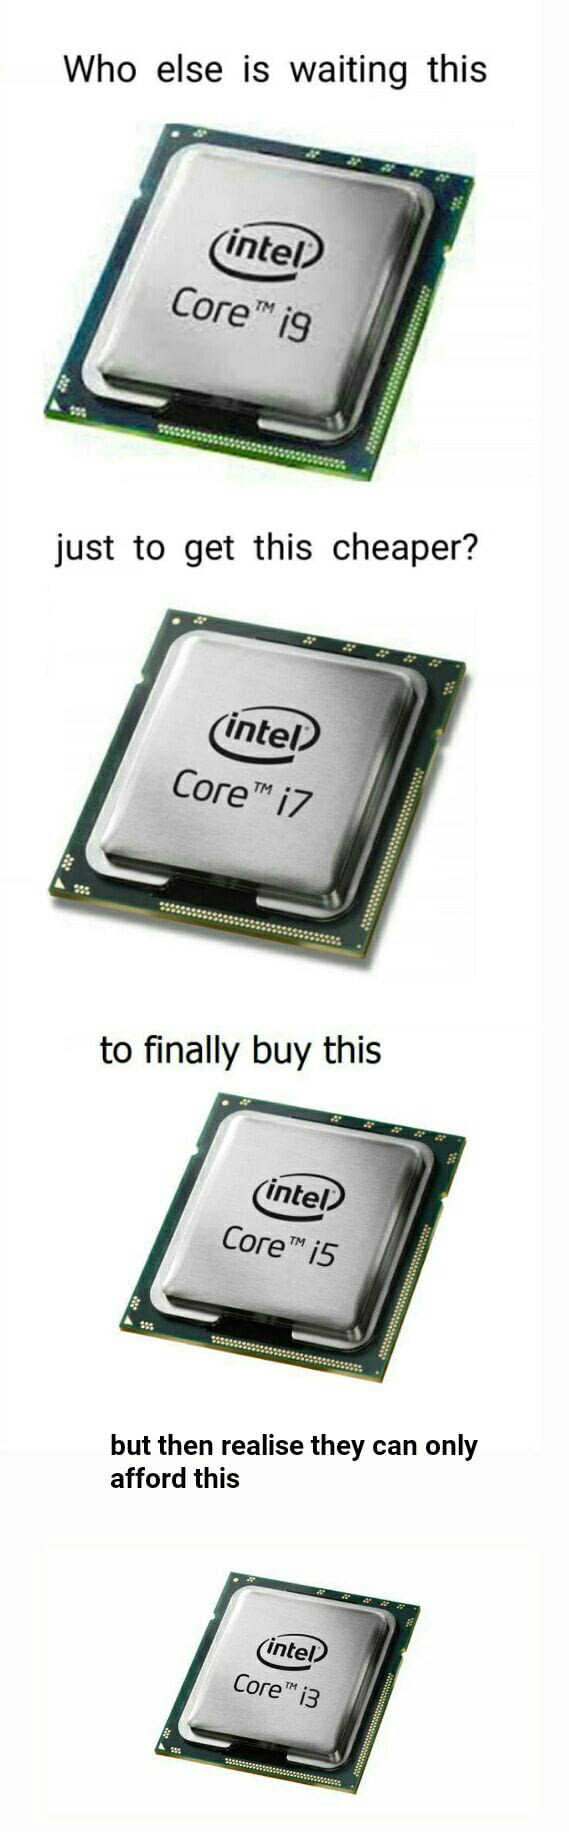 Who else is waiting this
intel
Core™ i9
just to get this cheaper?
intel
Core™ i7
to finally buy this
intel
Core™ i5
but then realise they can only
afford this
intel
Core™ i3